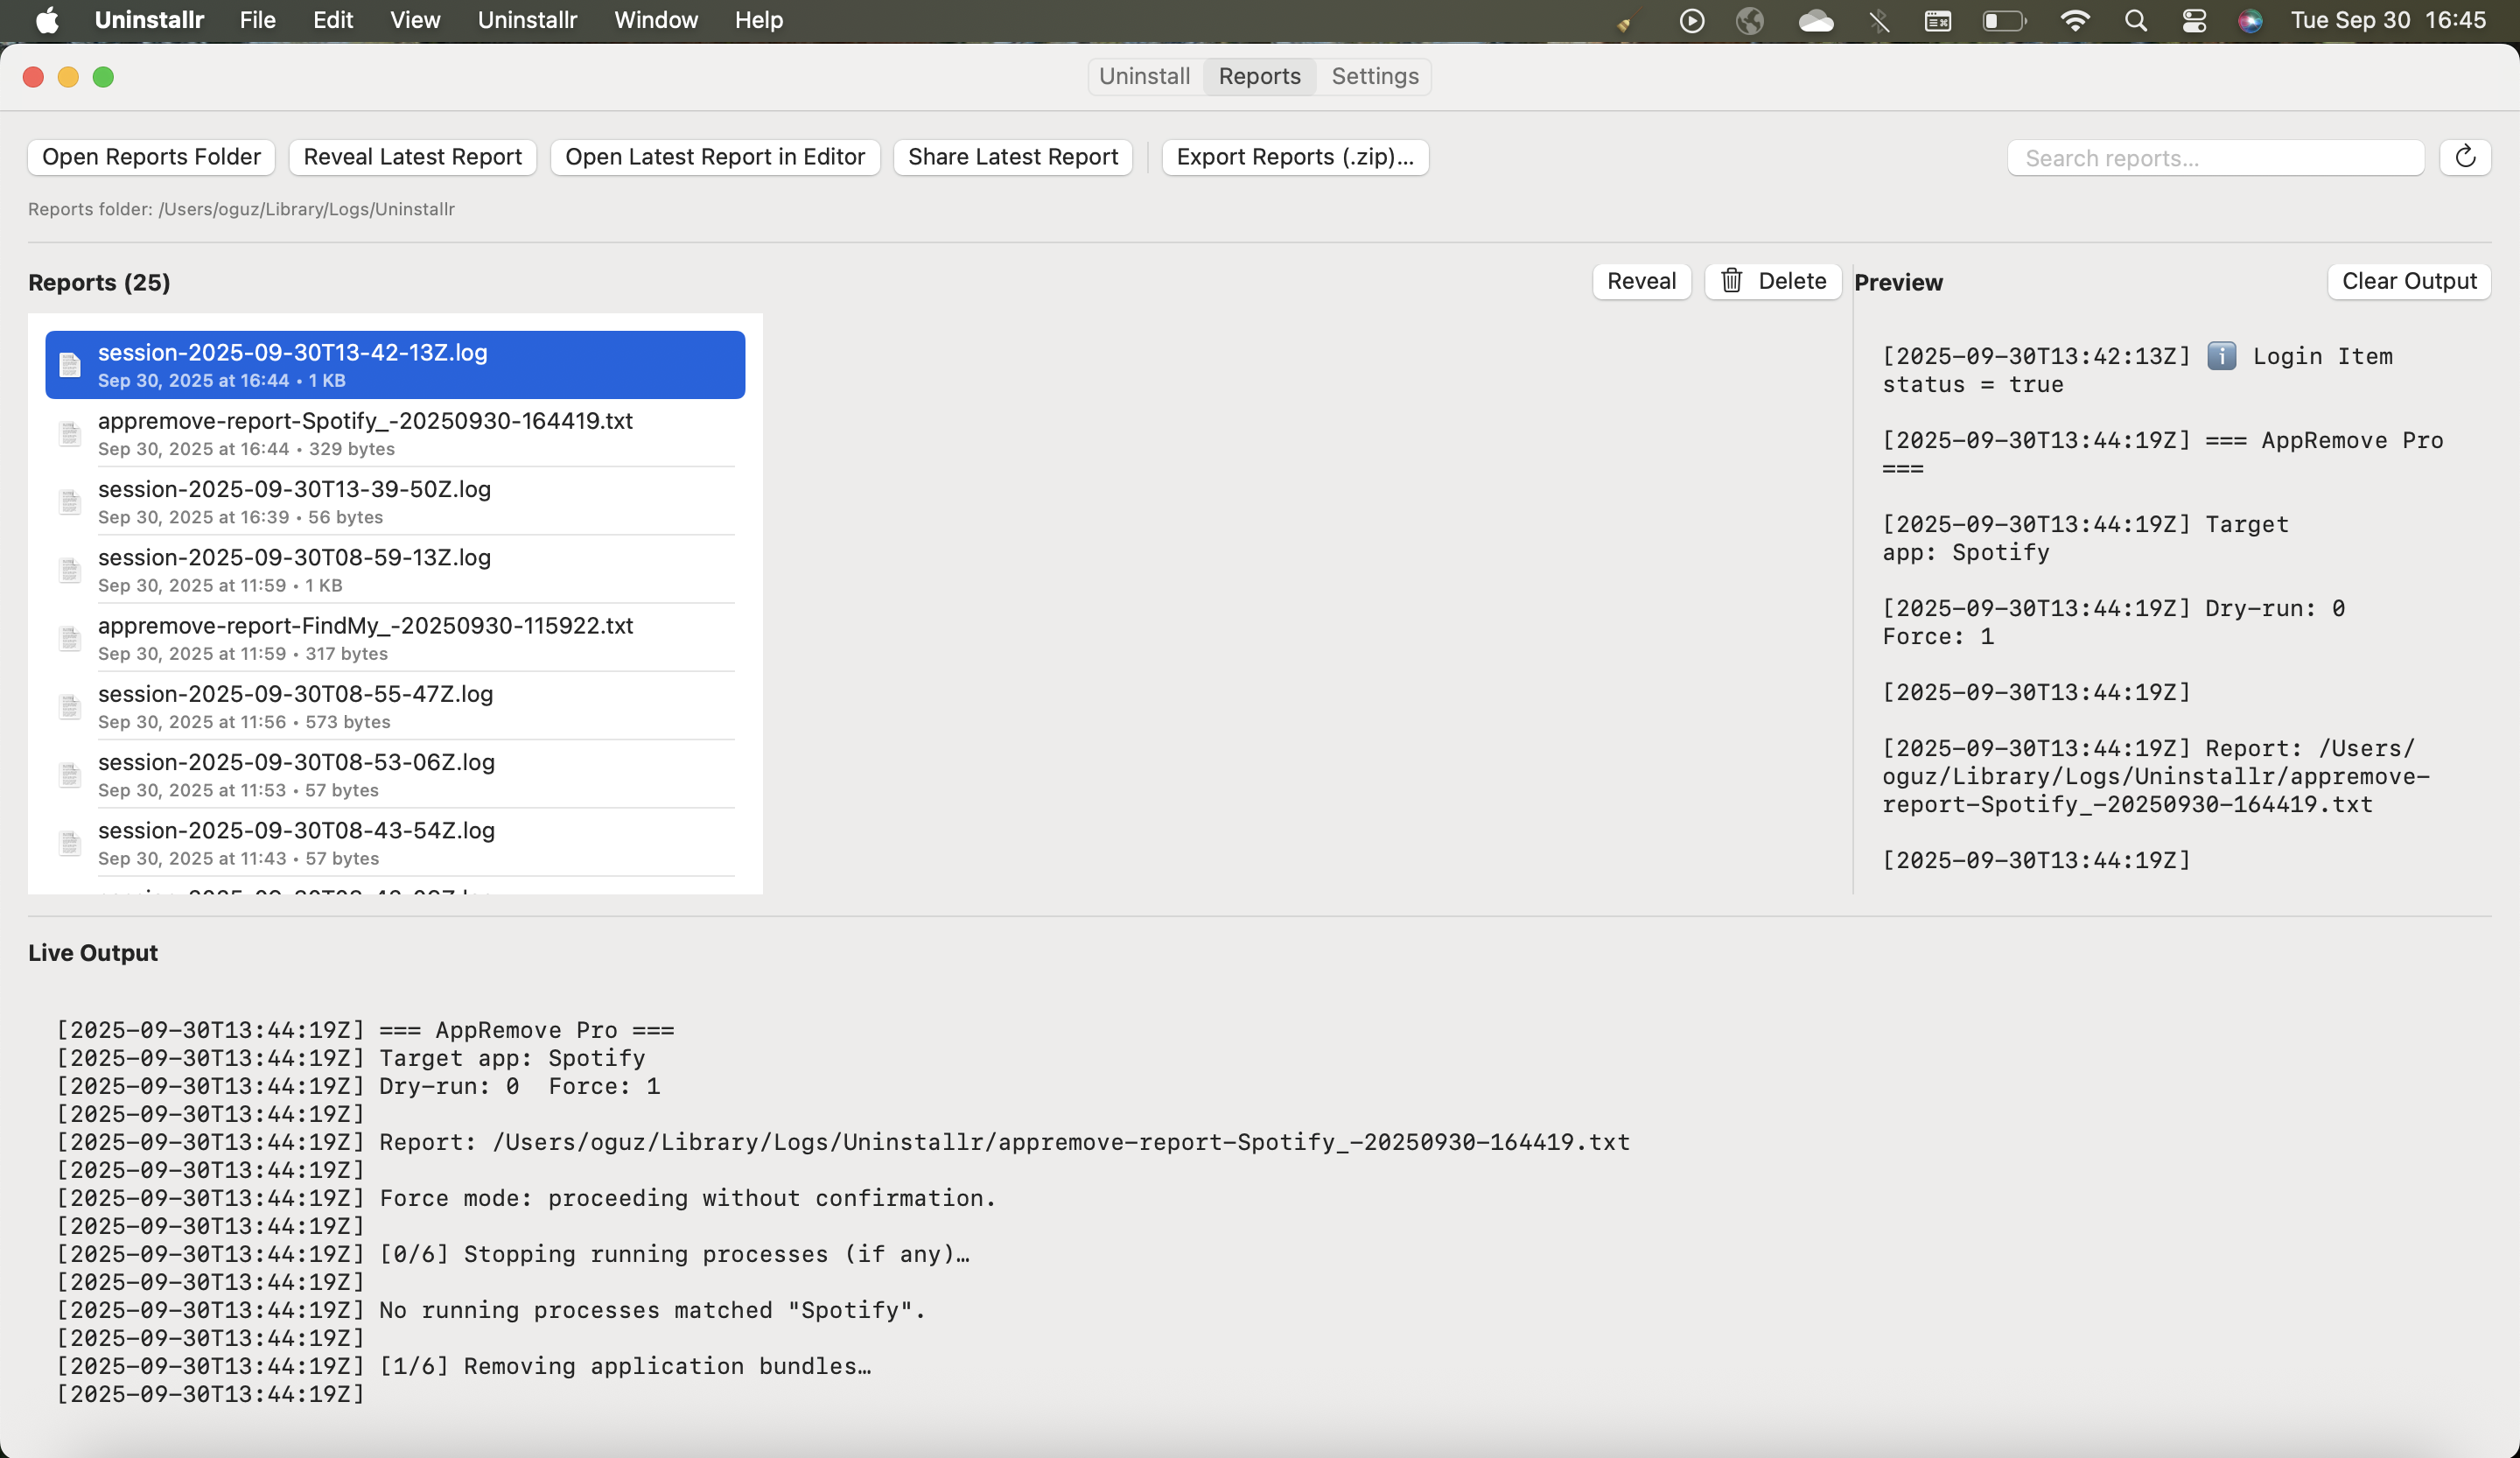 Uninstallr File Edit View Uninstallr Window Help Tue Sep 30 16:45
Uninstall Reports Settings
Open Reports Folder Reveal Latest Report Open Latest Report in Editor Share Latest Report Export Reports (.zip)... Search reports...
Reports folder: /Users/oguz/Library/Logs/Uninstallr
Reports (25) Reveal Delete
session-2025-09-30T13-42-13Z.log
Sep 30, 2025 at 16:44 • 1 KB
appremove-report-Spotify_-20250930-164419.txt
Sep 30, 2025 at 16:44 • 329 bytes
session-2025-09-30T13-39-50Z.log
Sep 30, 2025 at 16:39 • 56 bytes
session-2025-09-30T08-59-13Z.log
Sep 30, 2025 at 11:59 • 1 KB
appremove-report-FindMy_-20250930-115922.txt
Sep 30, 2025 at 11:59 • 317 bytes
session-2025-09-30T08-55-47Z.log
Sep 30, 2025 at 11:56 • 573 bytes
session-2025-09-30T08-53-06Z.log
Sep 30, 2025 at 11:53 • 57 bytes
session-2025-09-30T08-43-54Z.log
Sep 30, 2025 at 11:43 • 57 bytes
Preview Clear Output
[2025-09-30T13:42:13Z] ℹ️ Login Item
status = true
[2025-09-30T13:44:19Z] === AppRemove Pro
===
[2025-09-30T13:44:19Z] Target
app: Spotify
[2025-09-30T13:44:19Z] Dry-run: 0
Force: 1
[2025-09-30T13:44:19Z]
[2025-09-30T13:44:19Z] Report: /Users/
oguz/Library/Logs/Uninstallr/appremove-
report-Spotify_-20250930-164419.txt
[2025-09-30T13:44:19Z]
Live Output
[2025-09-30T13:44:19Z] === AppRemove Pro ===
[2025-09-30T13:44:19Z] Target app: Spotify
[2025-09-30T13:44:19Z] Dry-run: 0  Force: 1
[2025-09-30T13:44:19Z]
[2025-09-30T13:44:19Z] Report: /Users/oguz/Library/Logs/Uninstallr/appremove-report-Spotify_-20250930-164419.txt
[2025-09-30T13:44:19Z]
[2025-09-30T13:44:19Z] Force mode: proceeding without confirmation.
[2025-09-30T13:44:19Z]
[2025-09-30T13:44:19Z] [0/6] Stopping running processes (if any)…
[2025-09-30T13:44:19Z]
[2025-09-30T13:44:19Z] No running processes matched "Spotify".
[2025-09-30T13:44:19Z]
[2025-09-30T13:44:19Z] [1/6] Removing application bundles…
[2025-09-30T13:44:19Z]